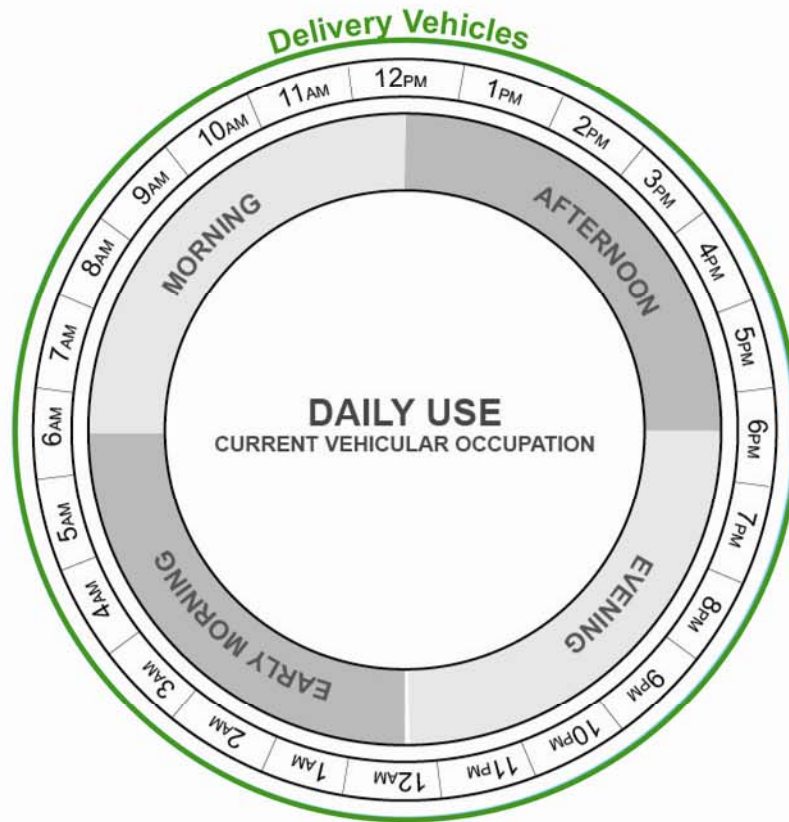 Delivery Vehicles
12PM
1PM
2PM
3PM
4PM
5PM
6PM
7PM
8PM
9PM
10PM
11PM
12AM
1AM
2AM
3AM
4AM
5AM
6AM
7AM
8AM
9AM
10AM
11AM
MORNING
AFTERNOON
EVENING
EARLY MORNING
DAILY USE
CURRENT VEHICULAR OCCUPATION